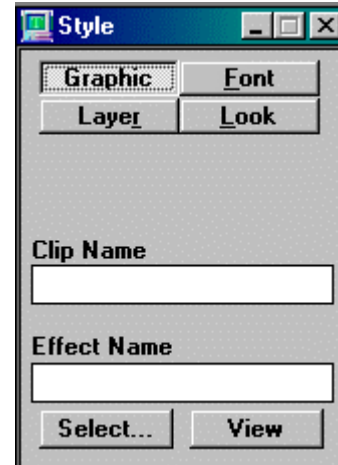 Style
Graphic Font
Layer Look
Clip Name
Effect Name
Select... View